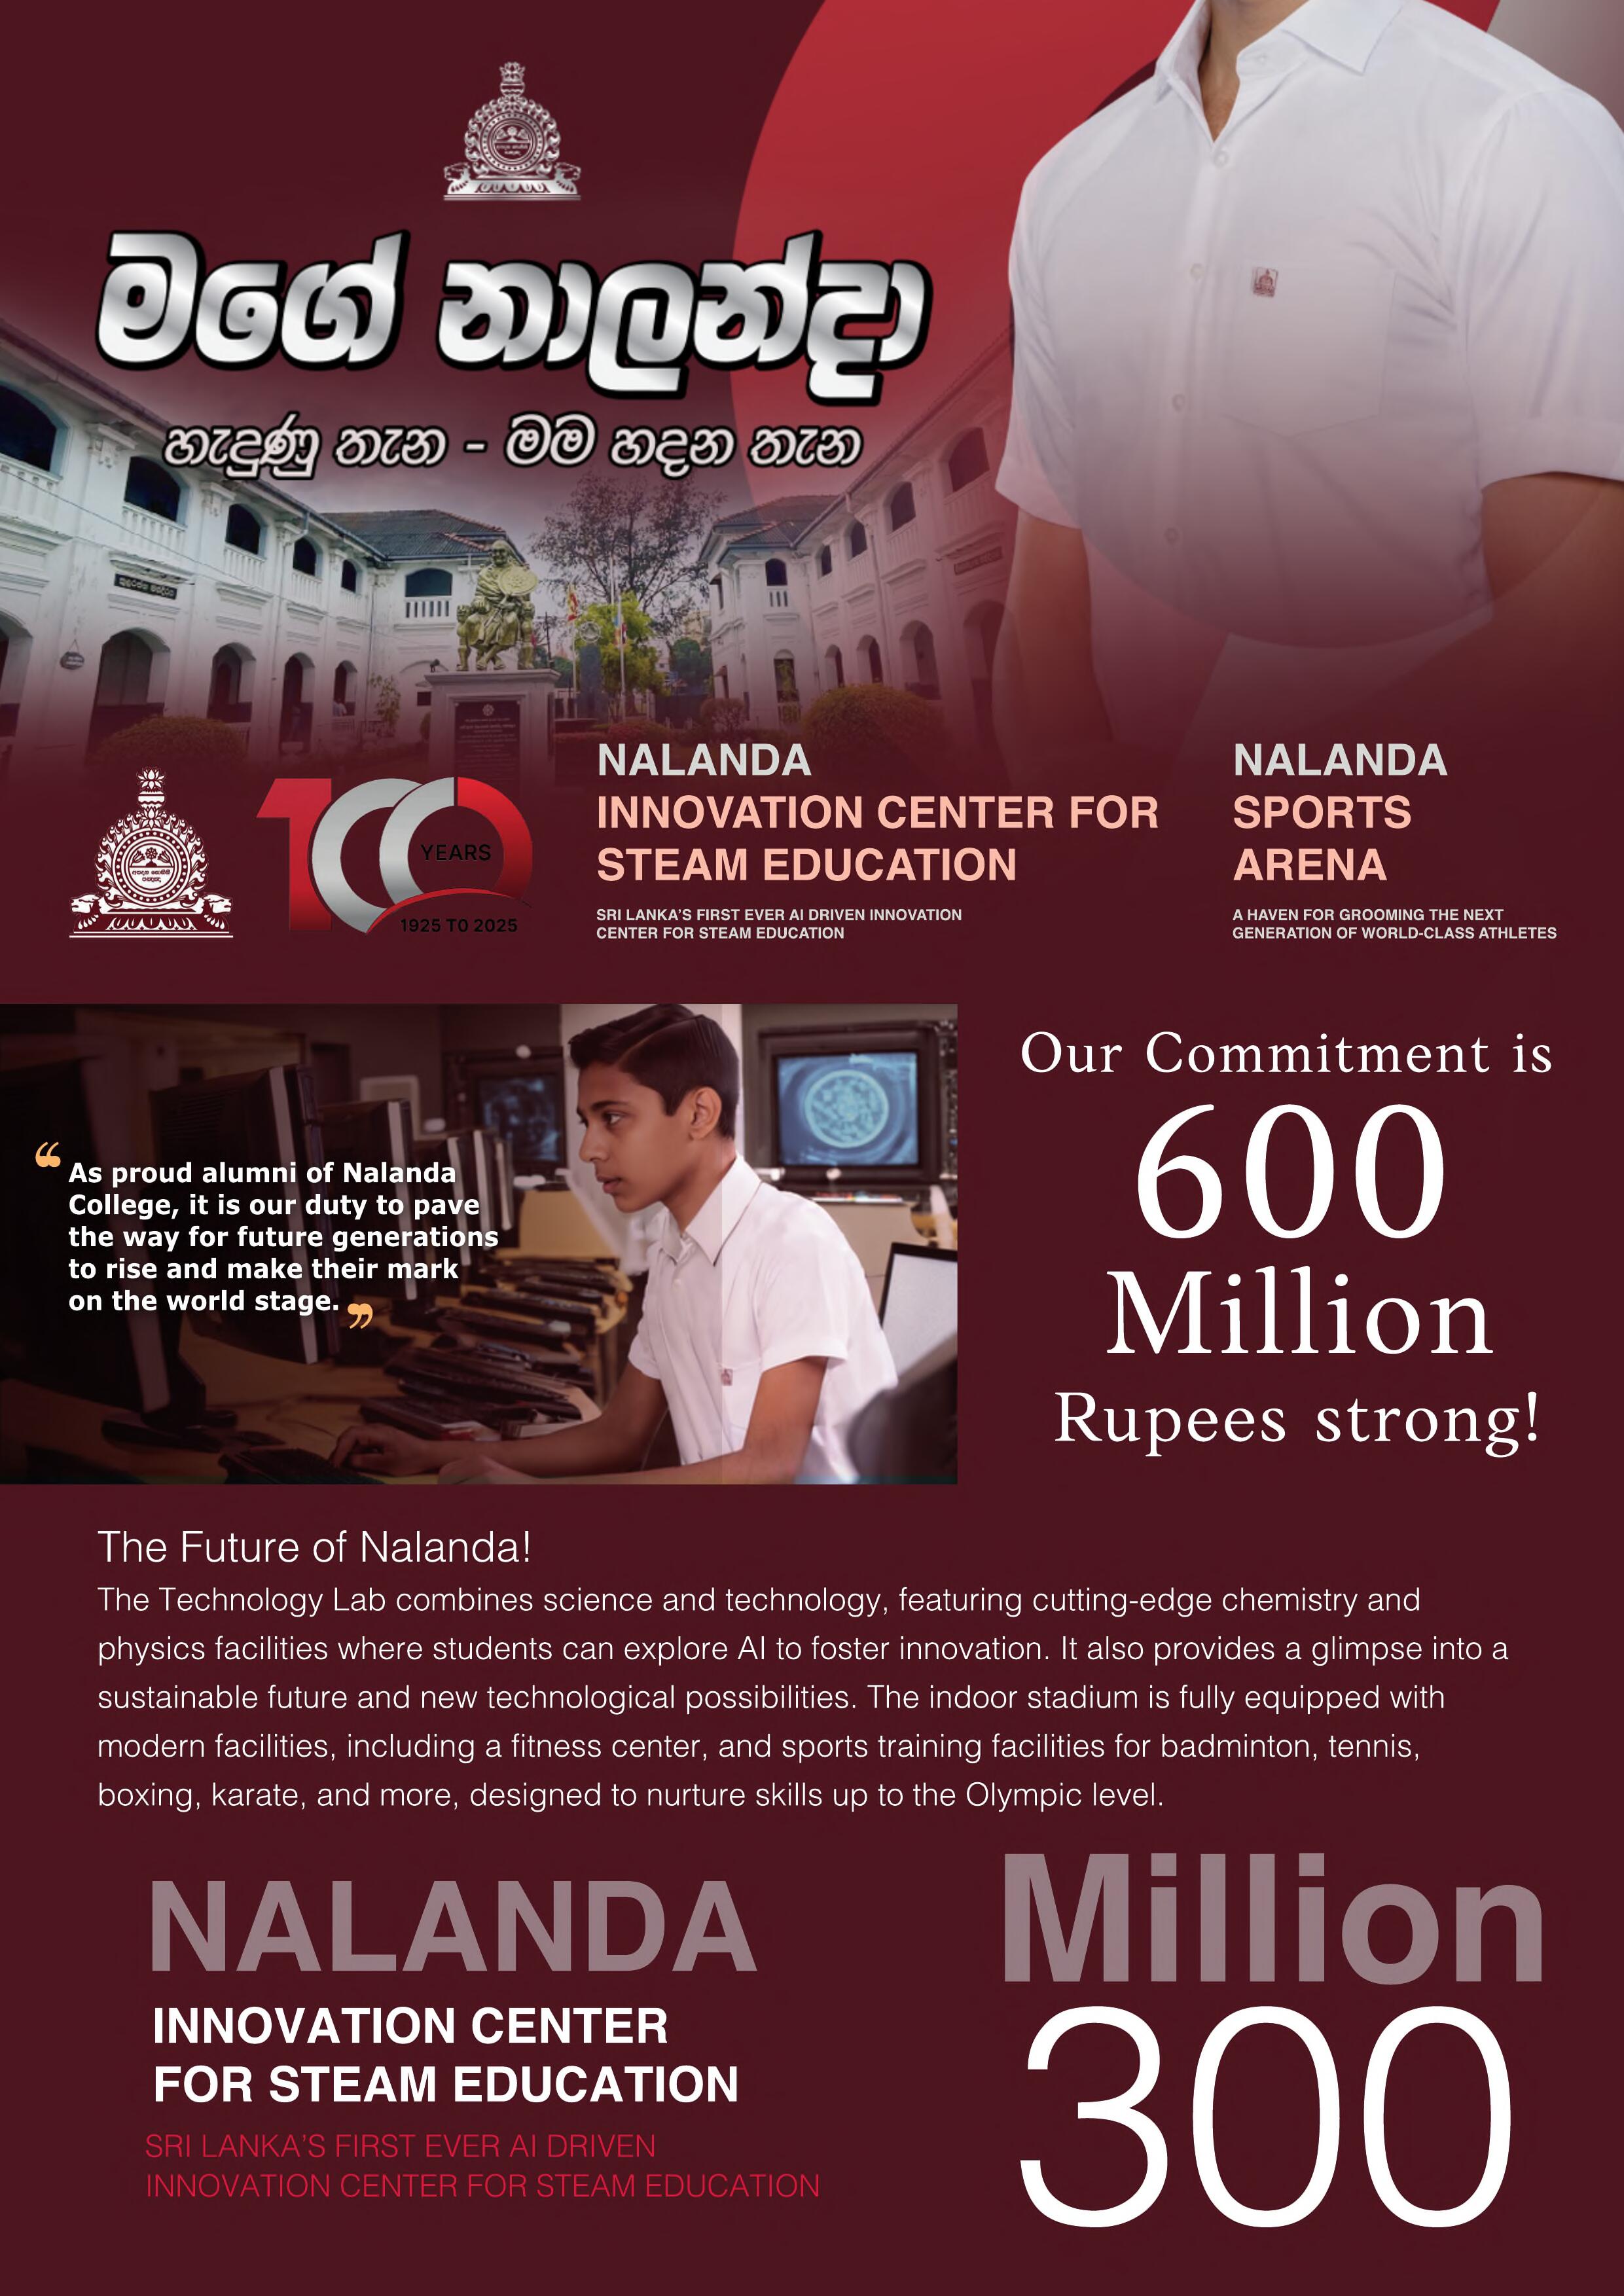 මගේ නාලන්දා
හැදුණු තැන - මම හදන තැන
YEARS
1925 TO 2025
NALANDA
INNOVATION CENTER FOR
STEAM EDUCATION
SRI LANKA'S FIRST EVER AI DRIVEN INNOVATION
CENTER FOR STEAM EDUCATION
NALANDA
SPORTS
ARENA
A HAVEN FOR GROOMING THE NEXT
GENERATION OF WORLD-CLASS ATHLETES
“ As proud alumni of Nalanda
College, it is our duty to pave
the way for future generations
to rise and make their mark
on the world stage. ”
Our Commitment is
600
Million
Rupees strong!
The Future of Nalanda!
The Technology Lab combines science and technology, featuring cutting-edge chemistry and
physics facilities where students can explore AI to foster innovation. It also provides a glimpse into a
sustainable future and new technological possibilities. The indoor stadium is fully equipped with
modern facilities, including a fitness center, and sports training facilities for badminton, tennis,
boxing, karate, and more, designed to nurture skills up to the Olympic level.
NALANDA
INNOVATION CENTER
FOR STEAM EDUCATION
SRI LANKA'S FIRST EVER AI DRIVEN
INNOVATION CENTER FOR STEAM EDUCATION
Million
300